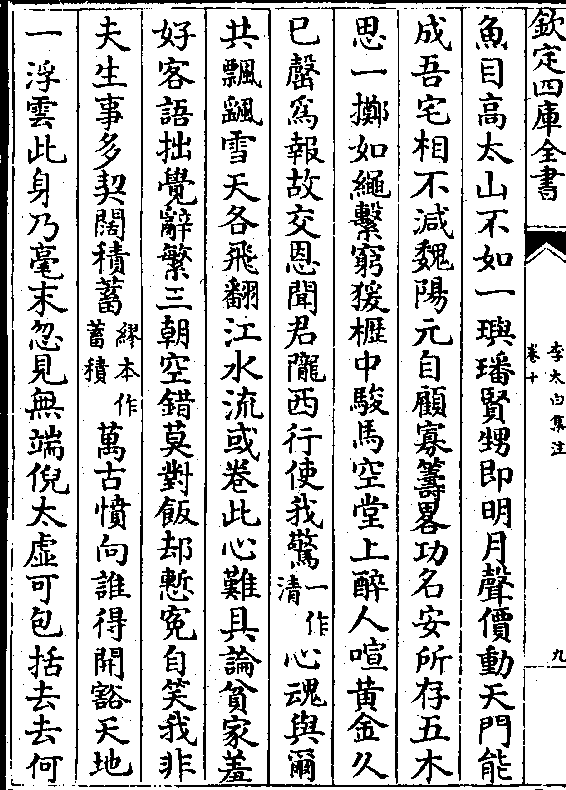 欽定四庫全書
李太白集注
卷十
九
魚目高太山不如一璵璠賢甥即明月聲價動天門能
成吾宅相不減魏陽元自顧寡籌畧功名安所存五木
思一擲如繩繫窮猨櫪中駿馬空堂上醉人喧黄金久
巳罄爲報故交恩聞君隴西行使我驚一作清心魂與爾
共飄颻雪天各飛翻江水流或卷此心難具論貧家羞
好客語拙覺辭繁三朝空錯莫對飯却慙寃自笑我非
夫生事多契闊積蓄繆本作蓄積萬古憤向誰得開豁天地
一浮雲此身乃毫末忽見無端倪太虚可包括去去何